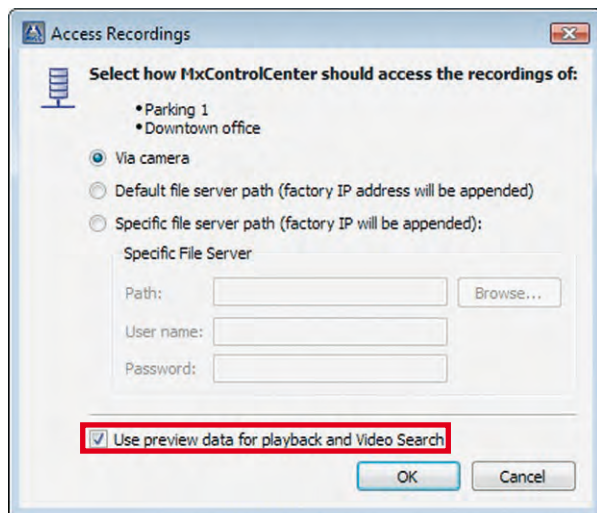 Access Recordings
Select how MxControlCenter should access the recordings of:
•Parking 1
•Downtown office
Via camera
Default file server path (factory IP address will be appended)
Specific file server path (factory IP will be appended):
Specific File Server
Path:
Browse...
User name:
Password:
Use preview data for playback and Video Search
OK
Cancel